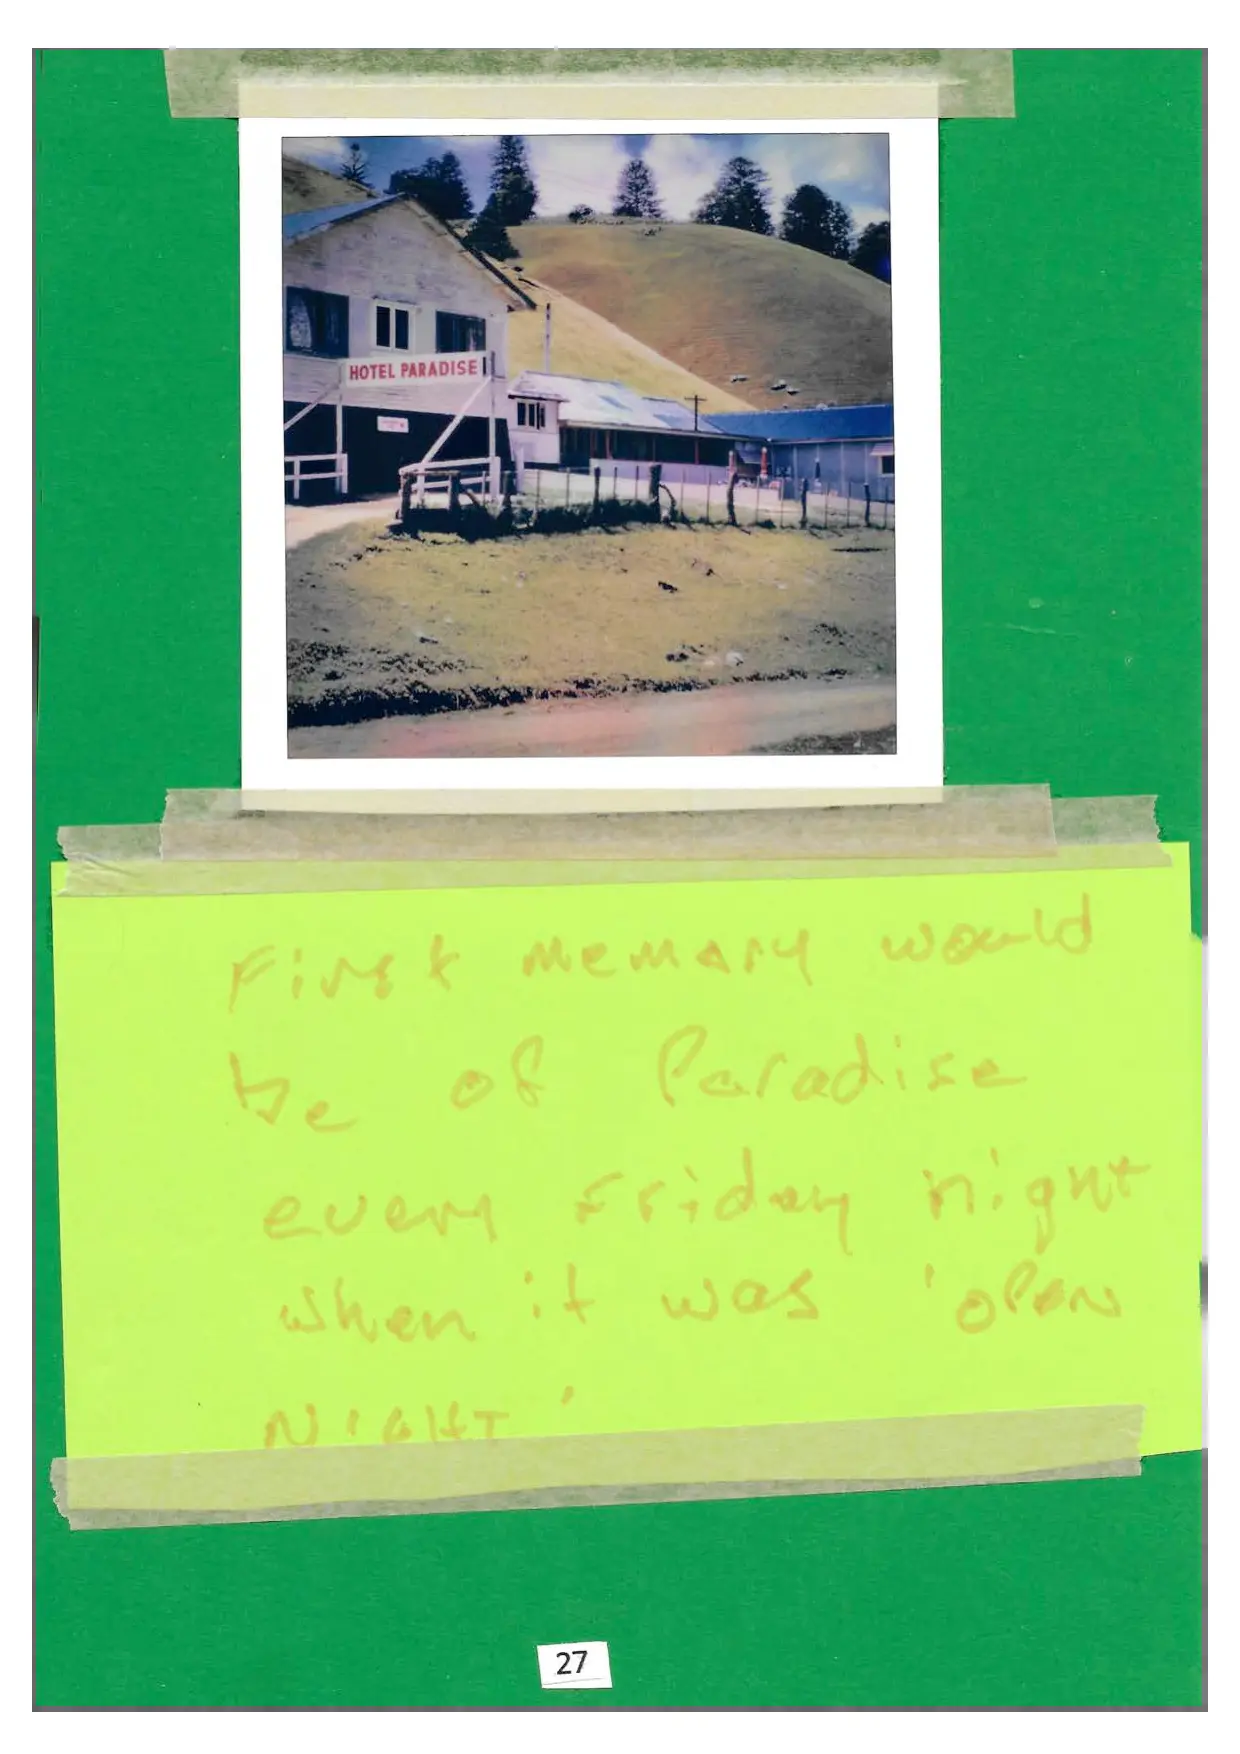 HOTEL PARADISE
First memory would
be of Paradise
every Friday night
when it was 'open
NIGHT'
27